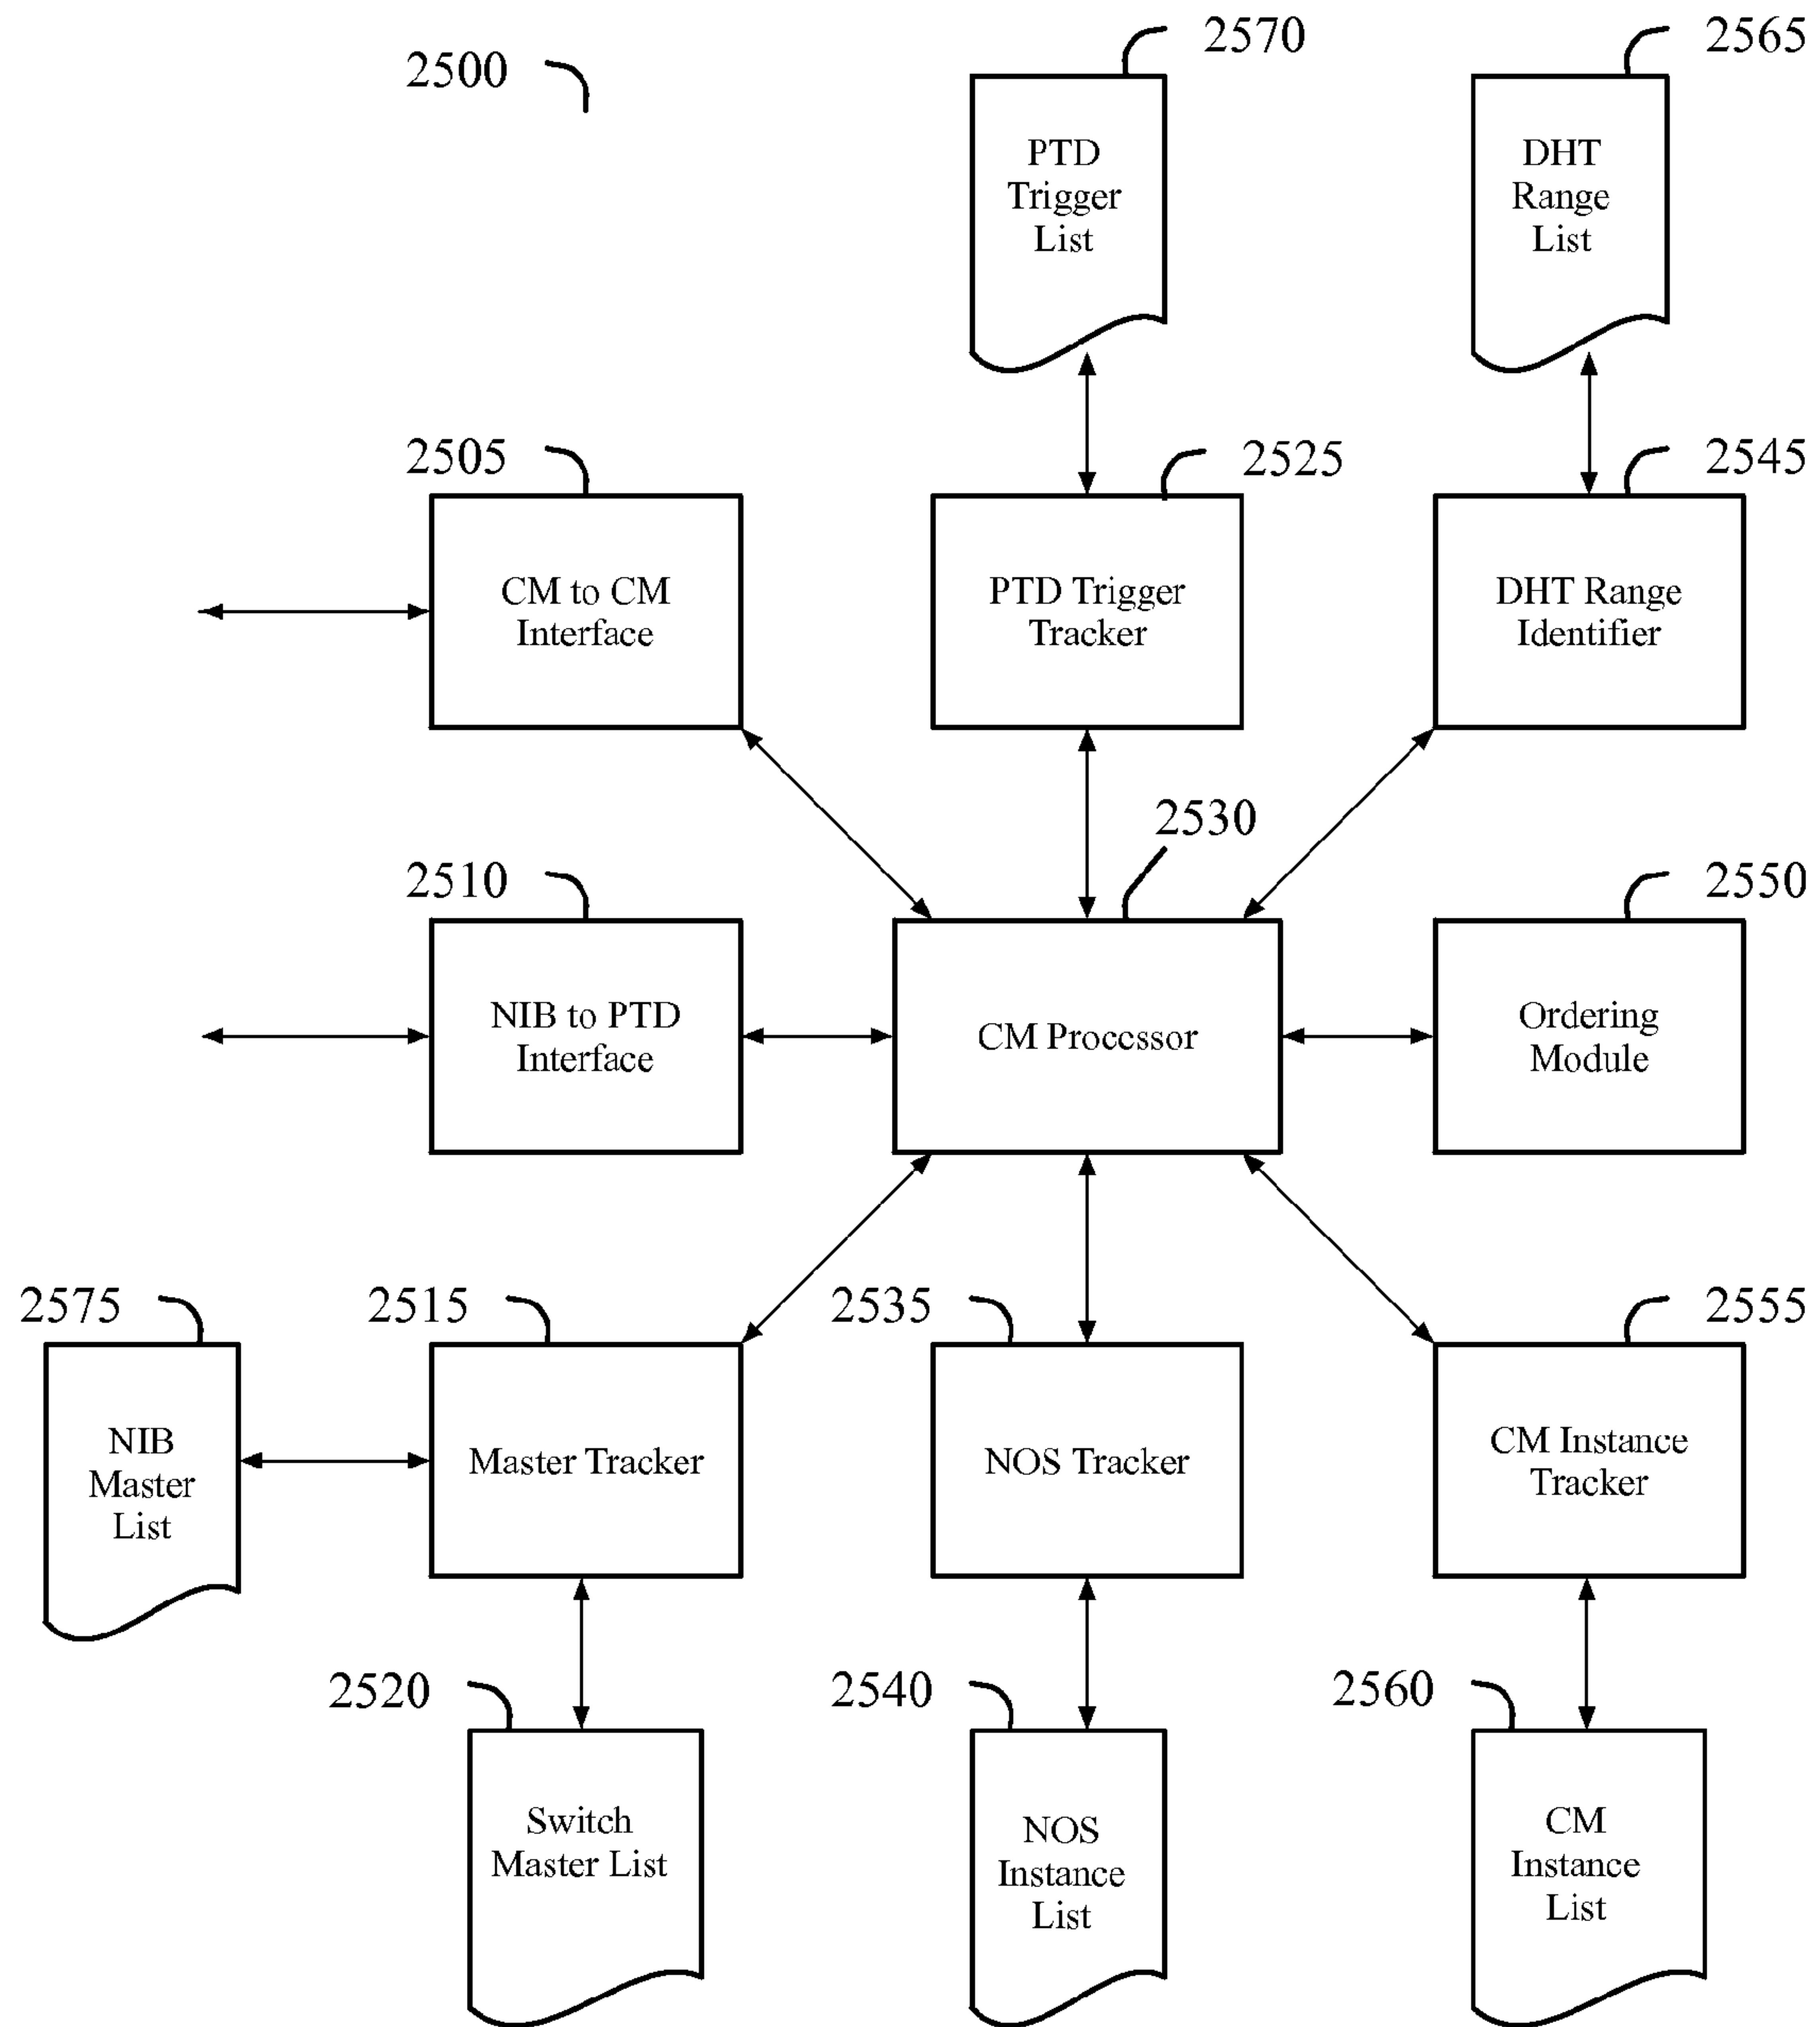 2570
2565
2500
PTD
Trigger
List
DHT
Range
List
2505
2525
2545
CM to CM
Interface
PTD Trigger
Tracker
DHT Range
Identifier
2530
2510
2550
NIB to PTD
Interface
CM Processor
Ordering
Module
2575
2515
2535
2555
NIB
Master
List
Master Tracker
NOS Tracker
CM Instance
Tracker
2520
2540
2560
Switch
Master List
NOS
Instance
List
CM
Instance
List